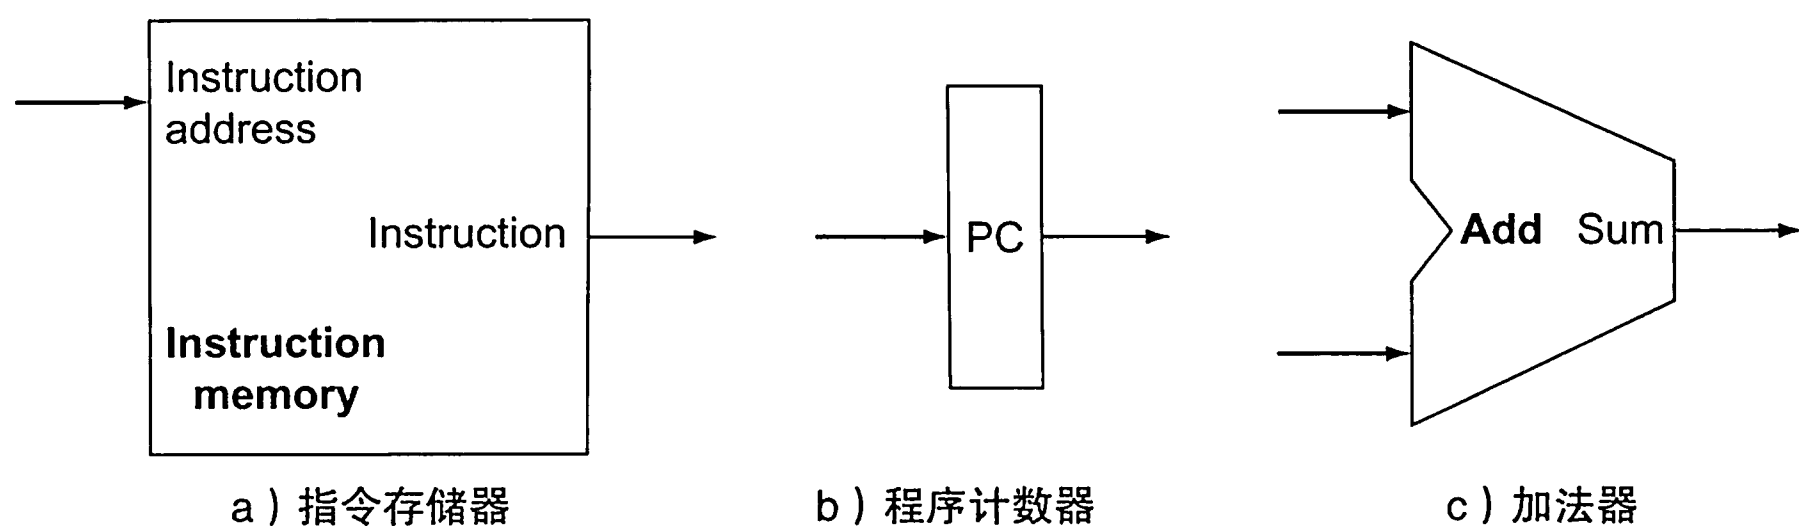 Instruction
address
Instruction
Instruction
memory
a）指令存储器
PC
b）程序计数器
Add Sum
c）加法器